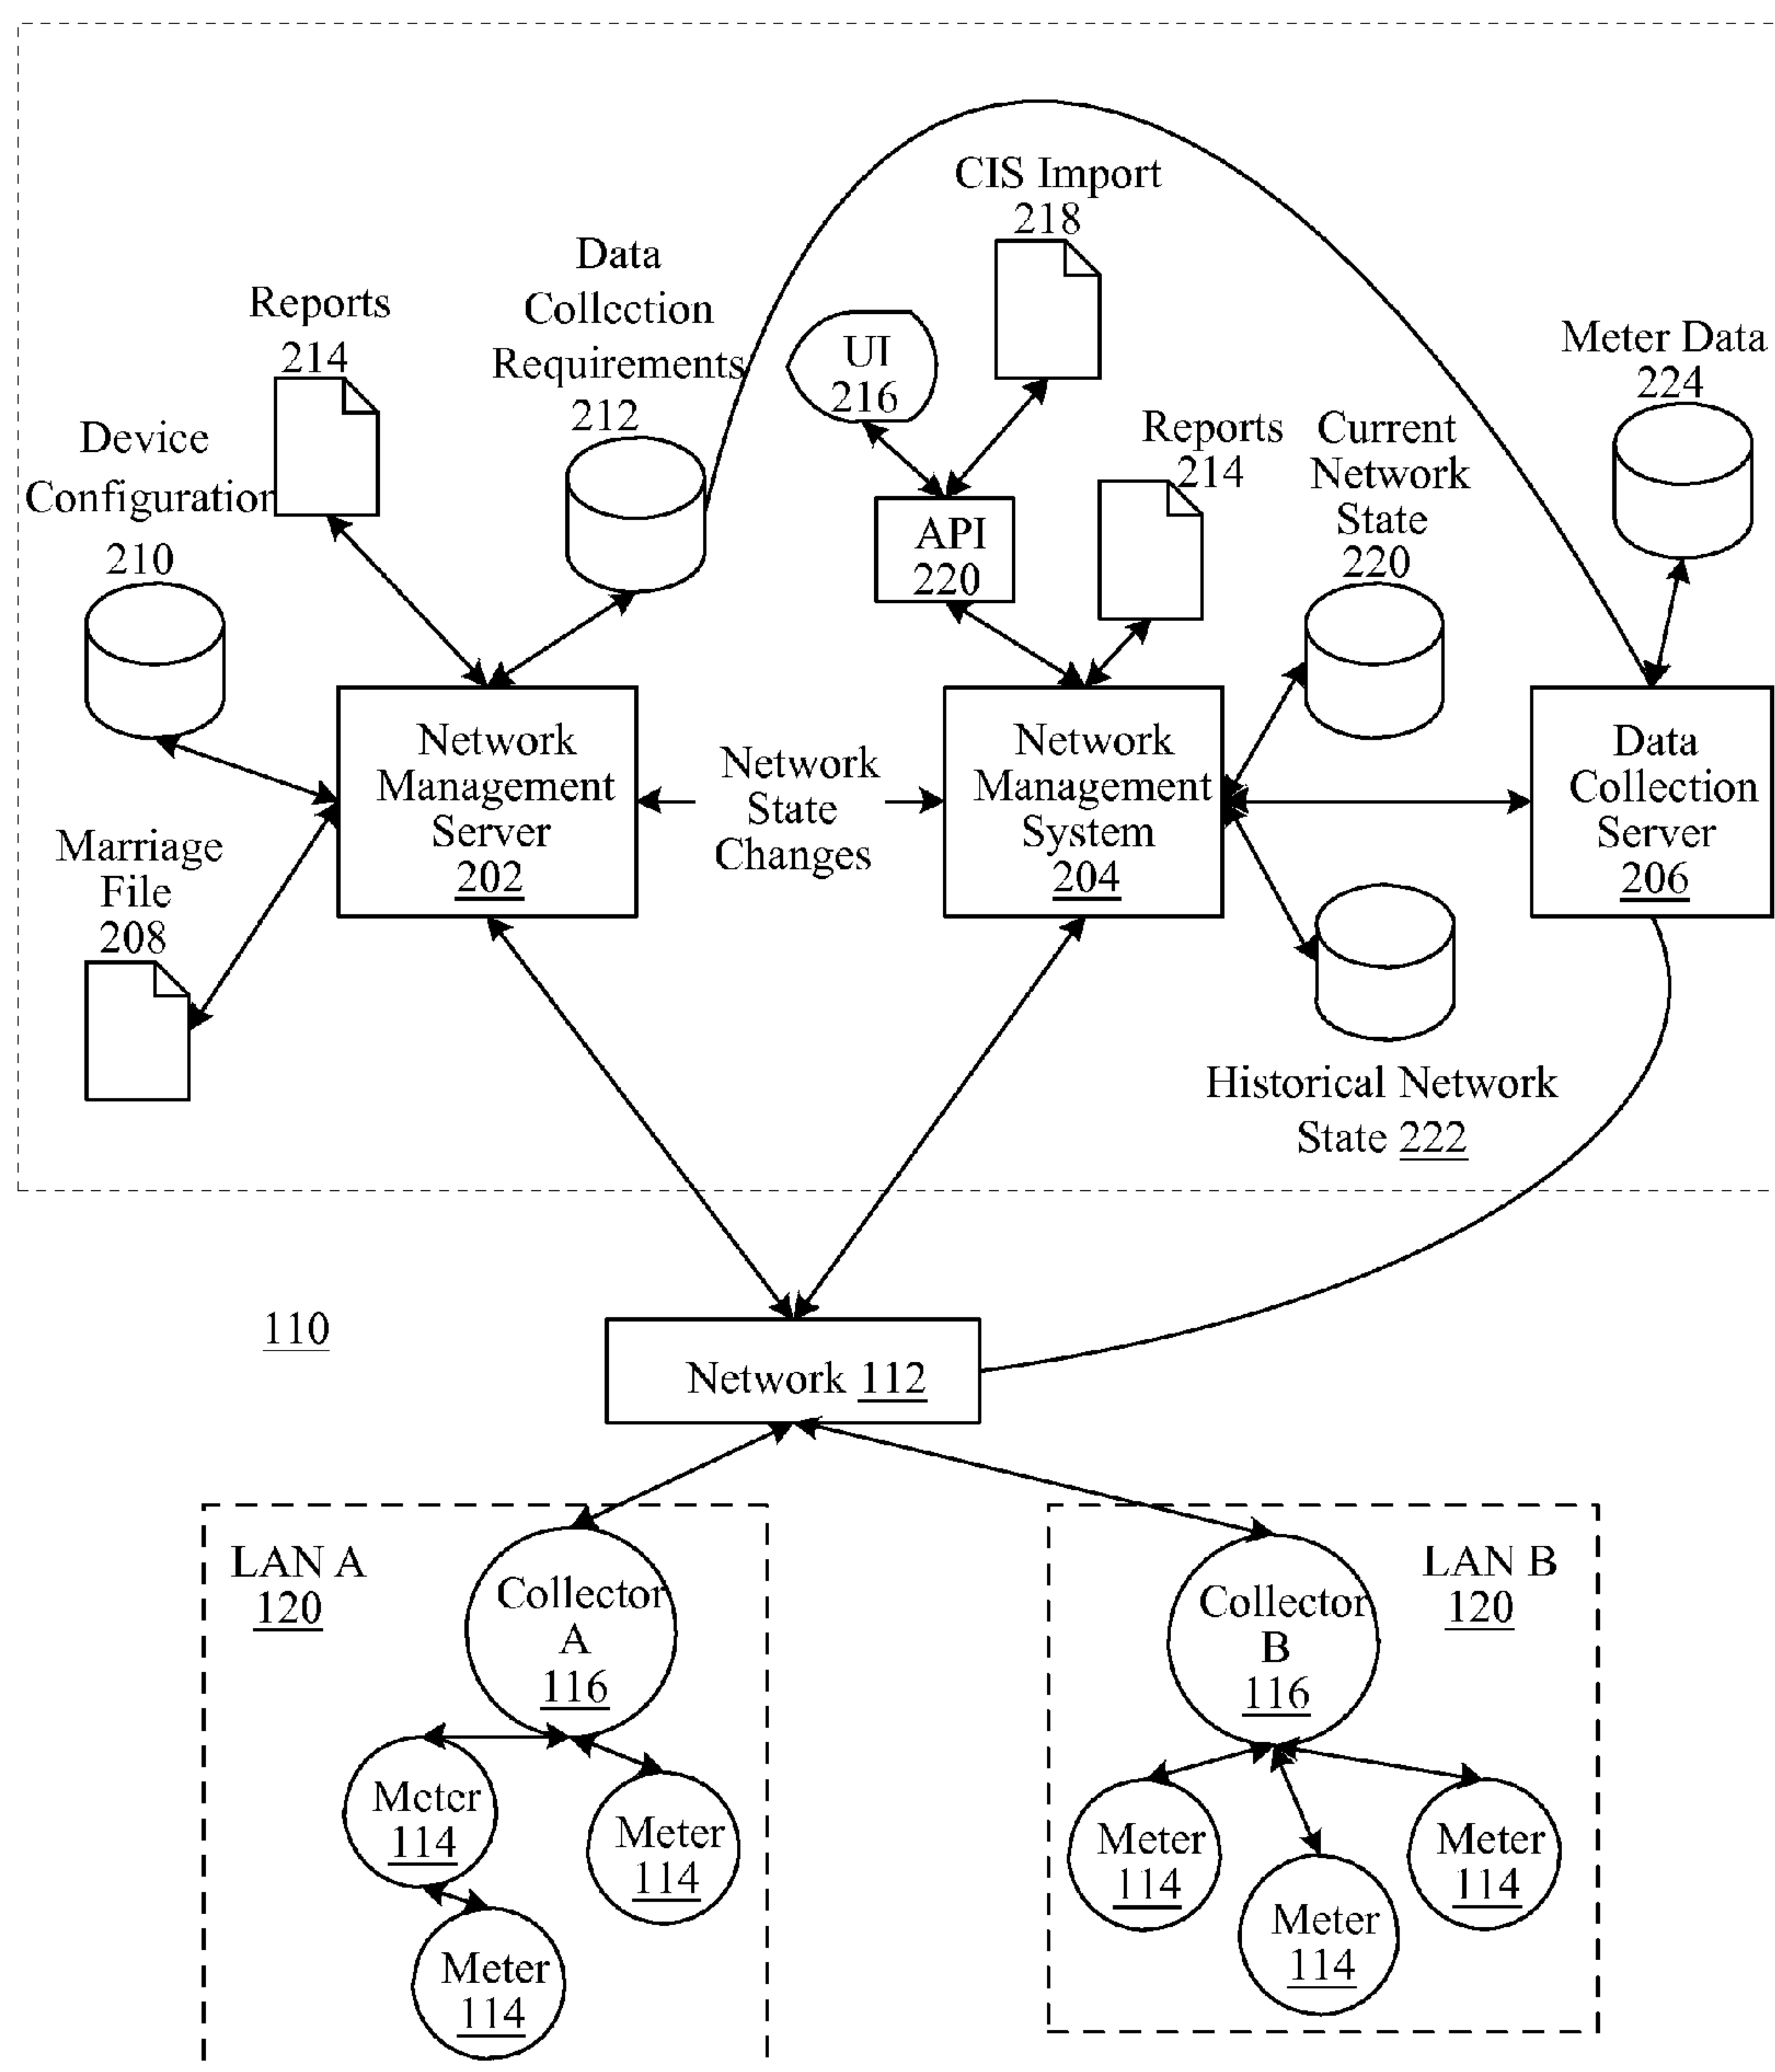 CIS Import
218
Data
Collection
Requirements
212
Reports
214
UI
216
Meter Data
224
Device
Configuration
210
Reports
214
Current
Network
State
220
API
220
Network
Management
Server
202
Network
State
Changes
Network
Management
System
204
Data
Collection
Server
206
Marriage
File
208
Historical Network
State 222
110
Network 112
LAN A
120
Collector
A
116
Meter
114
Meter
114
Meter
114
LAN B
120
Collector
B
116
Meter
114
Meter
114
Meter
114